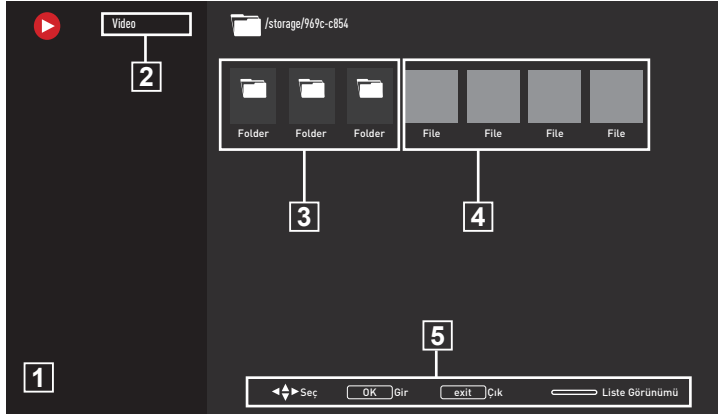 Video
/storage/969c-c854
2
Folder Folder Folder File File File File
3 4
5
1
Seç OK Gir exit Çık Liste Görünümü